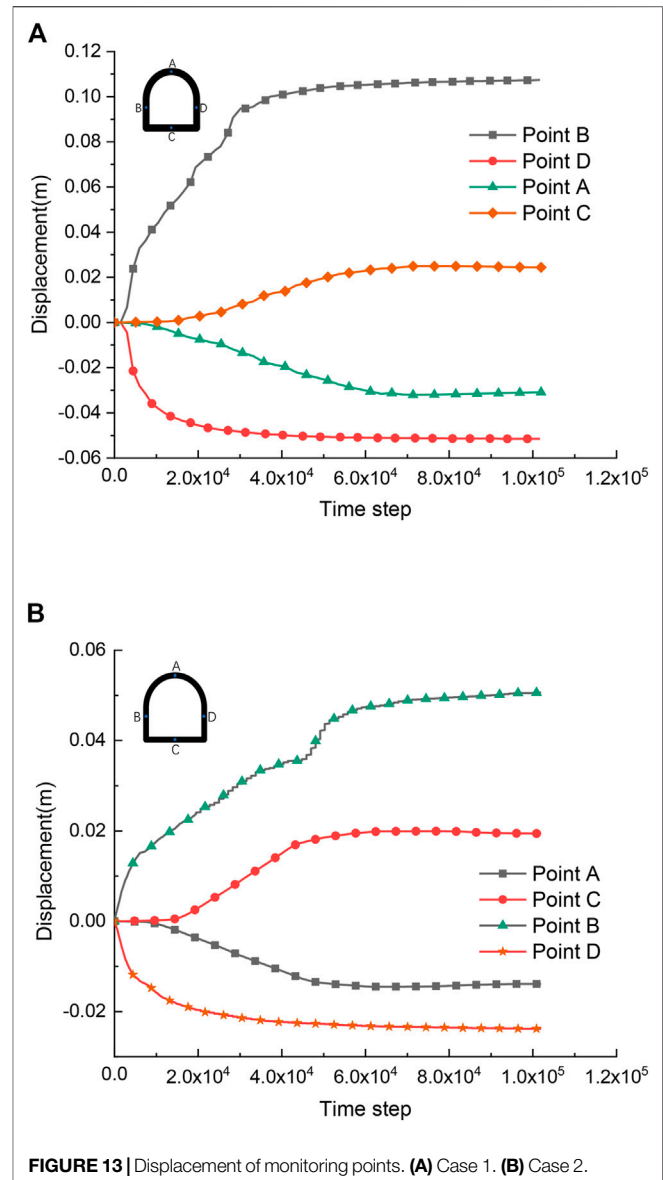 A
0.12
0.10
0.08
0.06
0.04
0.02
0.00
-0.02
-0.04
-0.06
Displacement(m)
A
B
D
C
Point B
Point D
Point A
Point C
0.0 2.0x10⁴ 4.0x10⁴ 6.0x10⁴ 8.0x10⁴ 1.0x10⁵ 1.2x10⁵
Time step
B
0.06
0.04
0.02
0.00
-0.02
Displacement(m)
A
B
D
C
Point A
Point C
Point B
Point D
0.0 2.0x10⁴ 4.0x10⁴ 6.0x10⁴ 8.0x10⁴ 1.0x10⁵ 1.2x10⁵
Time step
FIGURE 13 | Displacement of monitoring points. (A) Case 1. (B) Case 2.